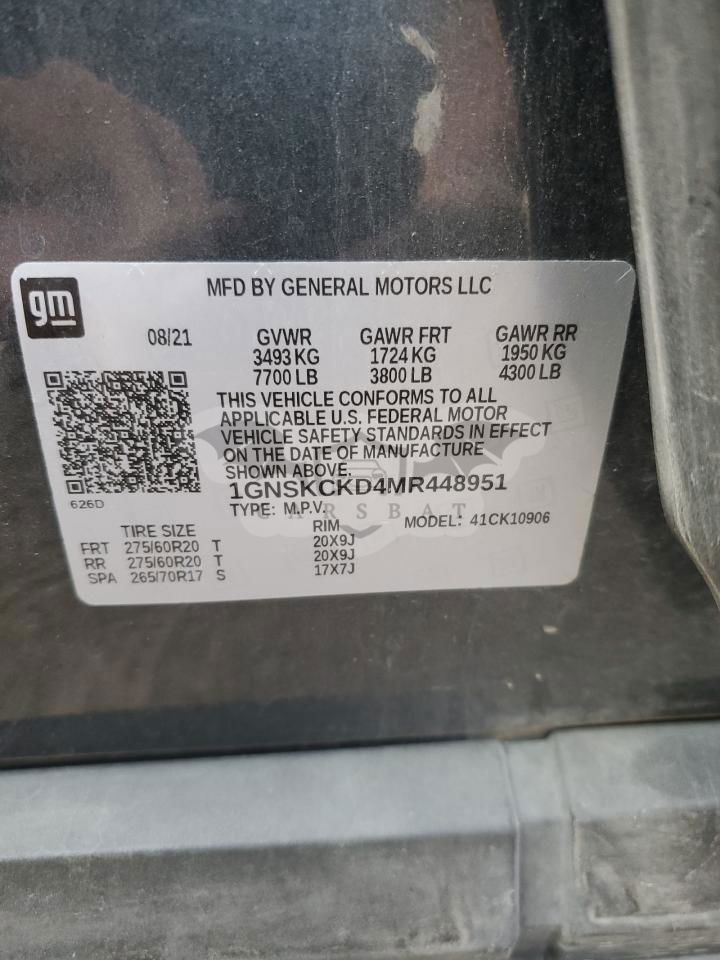 gm
MFD BY GENERAL MOTORS LLC
08/21 GVWR GAWR FRT GAWR RR
3493 KG 1724 KG 1950 KG
7700 LB 3800 LB 4300 LB
THIS VEHICLE CONFORMS TO ALL
APPLICABLE U.S. FEDERAL MOTOR
VEHICLE SAFETY STANDARDS IN EFFECT
ON THE DATE OF MANUFACTURE
SHOWN ABOVE.
626D
1GNSKCKD4MR448951
TYPE: M.P.V. MODEL: 41CK10906
CARSBAT
TIRE SIZE RIM
FRT 275/60R20 T 20X9J
RR 275/60R20 T 20X9J
SPA 265/70R17 S 17X7J